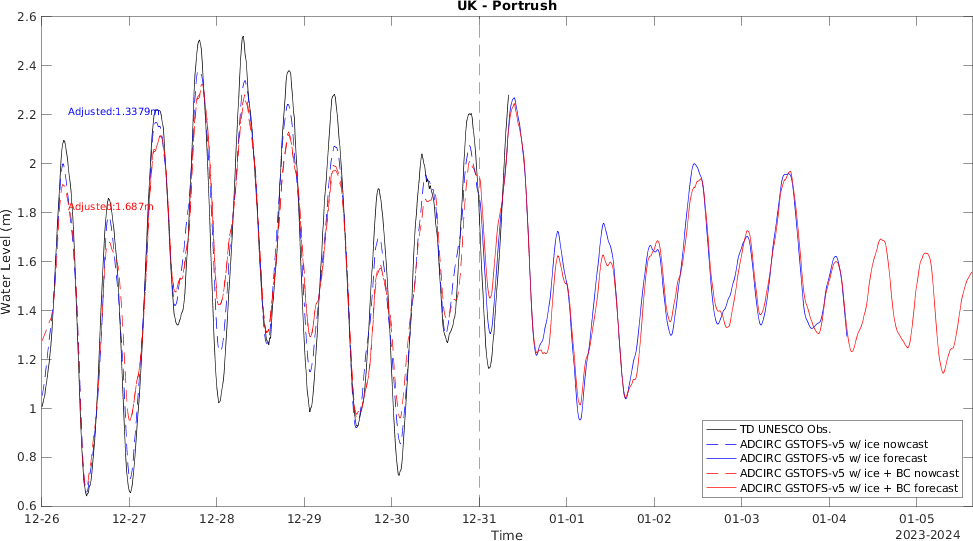 UK - Portrush
2.6
2.4
2.2
2
1.8
1.6
1.4
1.2
1
0.8
0.6
Water Level (m)
Adjusted:1.3379m
Adjusted:1.687m
TD UNESCO Obs.
ADCIRC GSTOFS-v5 w/ ice nowcast
ADCIRC GSTOFS-v5 w/ ice forecast
ADCIRC GSTOFS-v5 w/ ice + BC nowcast
ADCIRC GSTOFS-v5 w/ ice + BC forecast
12-26 12-27 12-28 12-29 12-30 12-31 01-01 01-02 01-03 01-04 01-05
Time
2023-2024